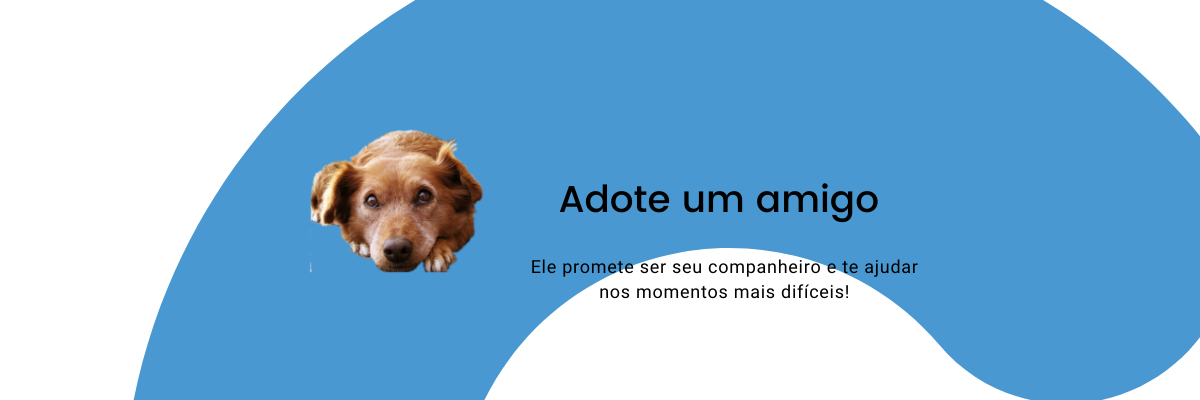 Adote um amigo
Ele promete ser seu companheiro e te ajudar
nos momentos mais difíceis!